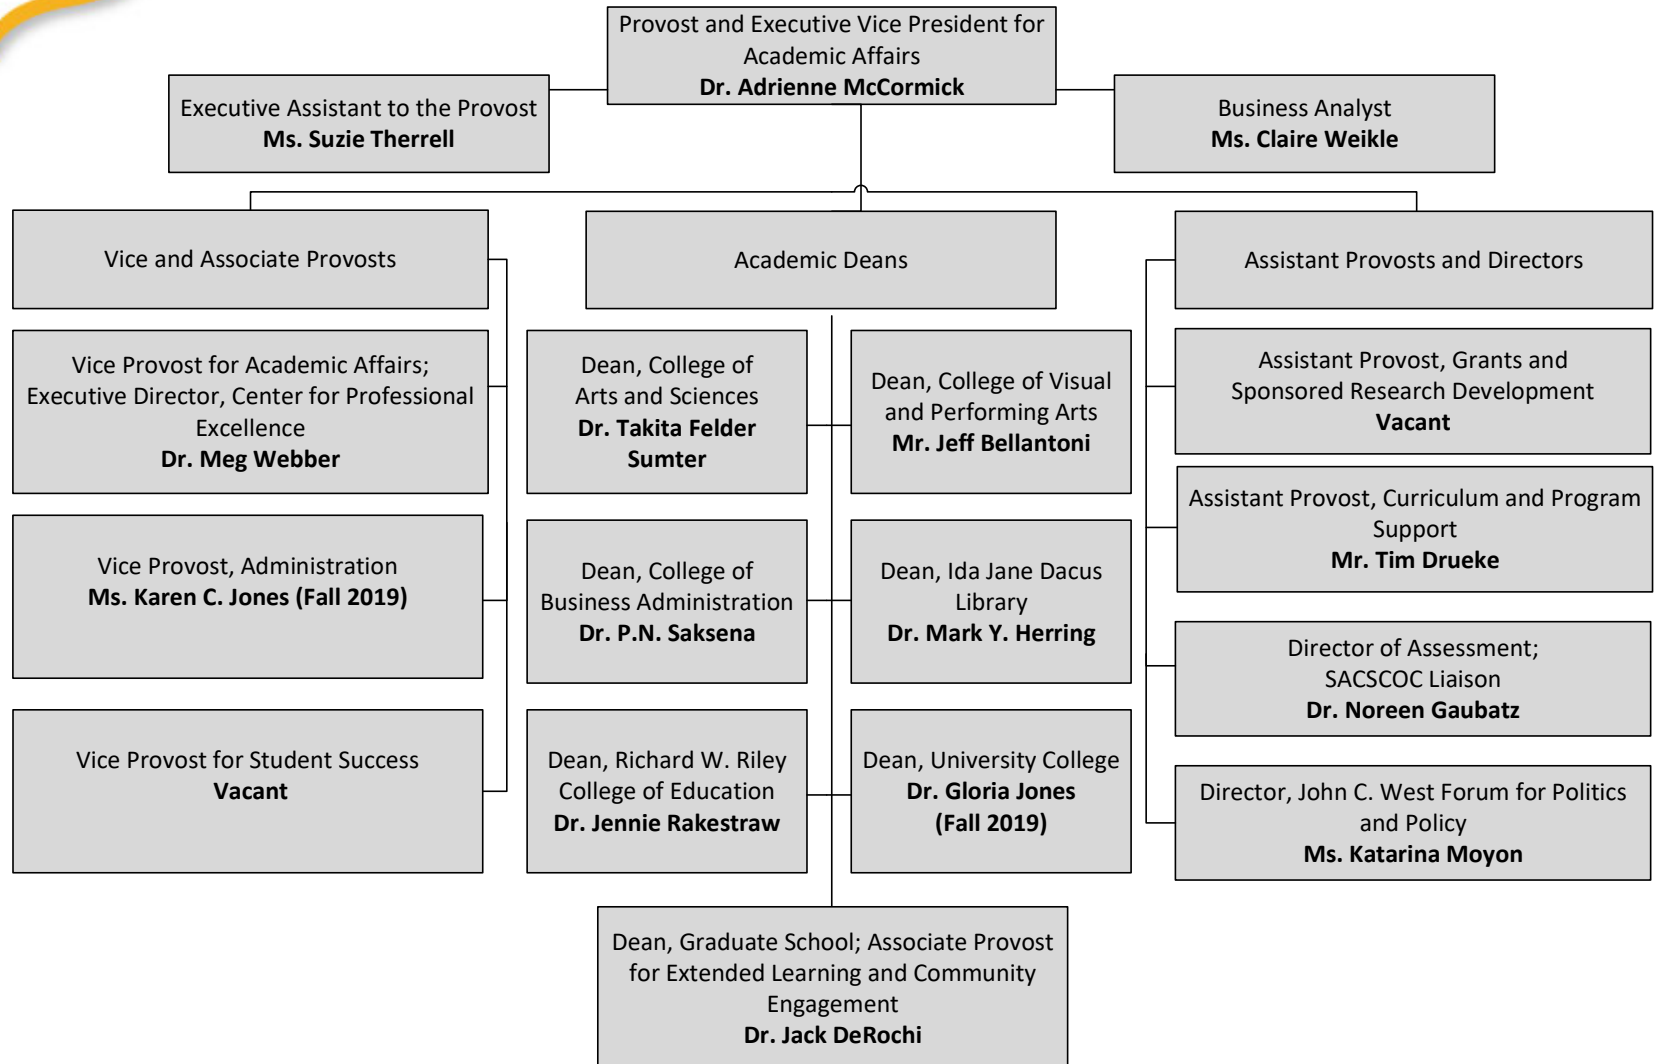 Provost and Executive Vice President for
Academic Affairs
Dr. Adrienne McCormick
Executive Assistant to the Provost
Ms. Suzie Therrell
Business Analyst
Ms. Claire Weikle
Vice and Associate Provosts
Academic Deans
Assistant Provosts and Directors
Vice Provost for Academic Affairs;
Executive Director, Center for Professional
Excellence
Dr. Meg Webber
Dean, College of
Arts and Sciences
Dr. Takita Felder
Sumter
Dean, College of Visual
and Performing Arts
Mr. Jeff Bellantoni
Assistant Provost, Grants and
Sponsored Research Development
Vacant
Assistant Provost, Curriculum and Program
Support
Mr. Tim Drueke
Vice Provost, Administration
Ms. Karen C. Jones (Fall 2019)
Dean, College of
Business Administration
Dr. P.N. Saksena
Dean, Ida Jane Dacus
Library
Dr. Mark Y. Herring
Director of Assessment;
SACSCOC Liaison
Dr. Noreen Gaubatz
Vice Provost for Student Success
Vacant
Dean, Richard W. Riley
College of Education
Dr. Jennie Rakestraw
Dean, University College
Dr. Gloria Jones
(Fall 2019)
Director, John C. West Forum for Politics
and Policy
Ms. Katarina Moyon
Dean, Graduate School; Associate Provost
for Extended Learning and Community
Engagement
Dr. Jack DeRochi